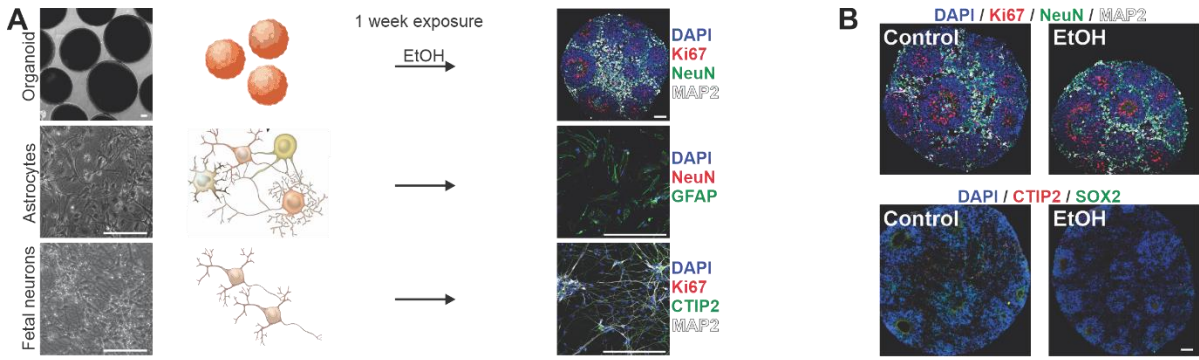 A
Organoid
Astrocytes
Fetal neurons
1 week exposure
EtOH
DAPI
Ki67
NeuN
MAP2
DAPI
NeuN
GFAP
DAPI
Ki67
CTIP2
MAP2
B
DAPI / Ki67 / NeuN / MAP2
Control
EtOH
DAPI / CTIP2 / SOX2
Control
EtOH